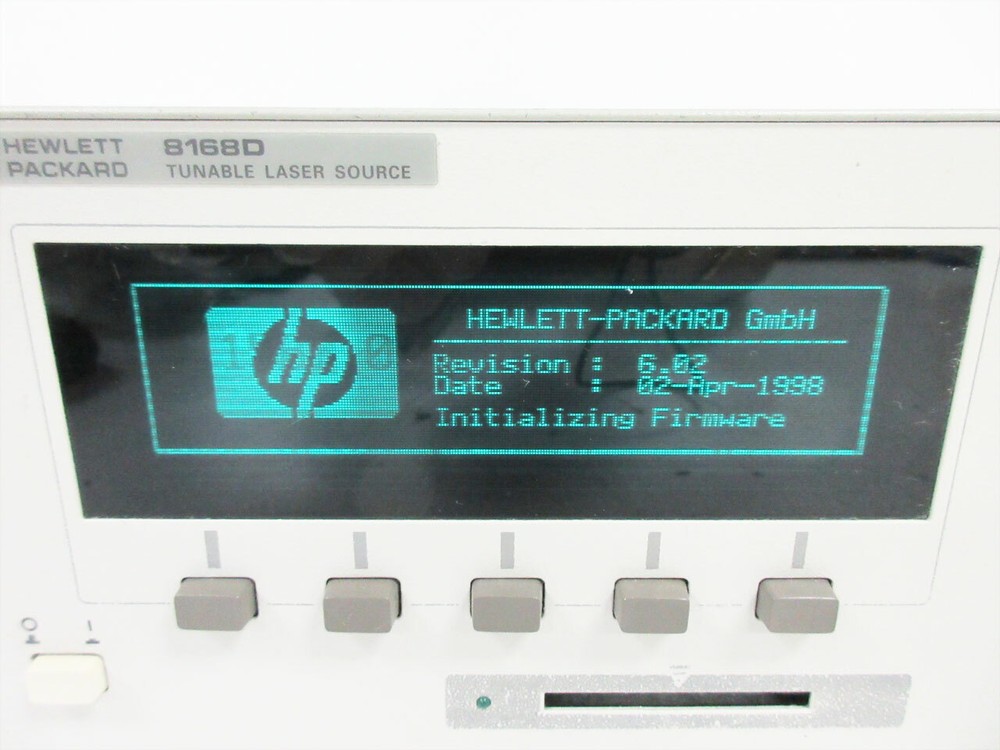 HEWLETT
PACKARD
8168D
TUNABLE LASER SOURCE
hp
HEWLETT-PACKARD GmbH
Revision : 6.02
Date : 02-Apr-1998
Initializing Firmware
O I